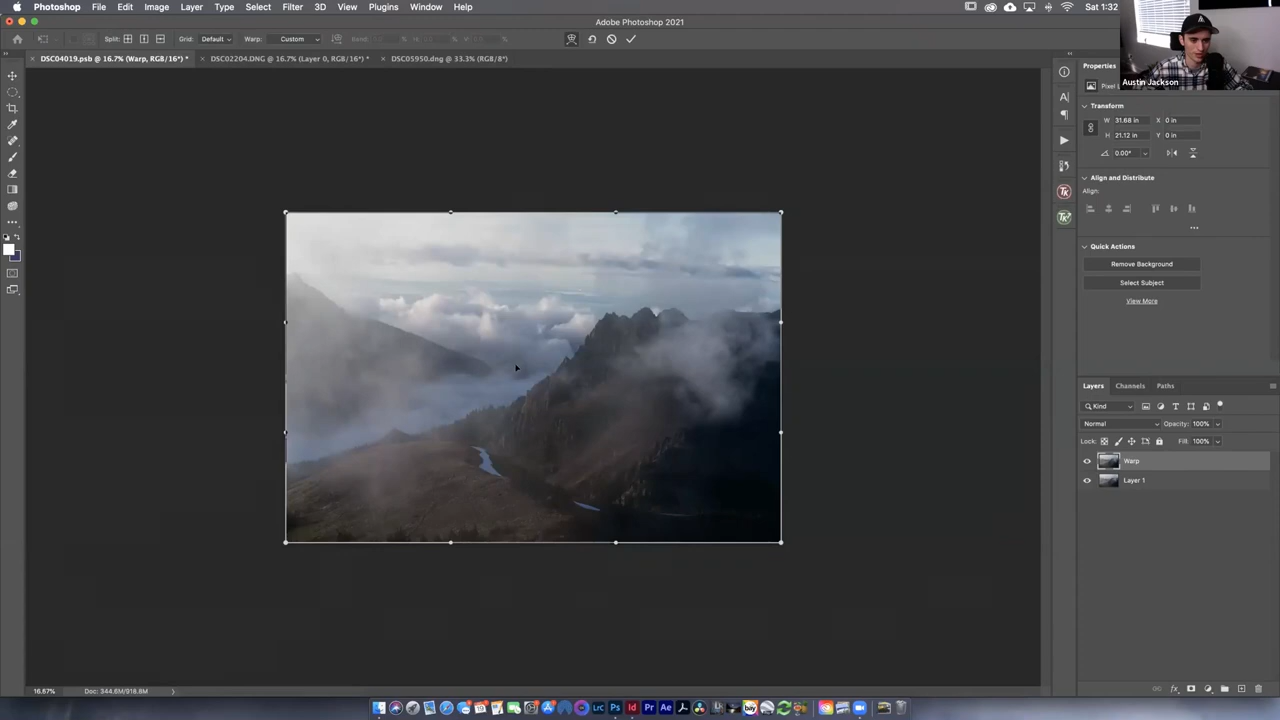 Photoshop File Edit Image Layer Type Select Filter 3D View Plugins Window Help Sat 1:32
Adobe Photoshop 2021
Split: Grid: Default Warp: Custom
DSC04019.psb @ 16.7% (Warp, RGB/16*) * DSC02204.DNG @ 16.7% (Layer 0, RGB/16*) * DSC05950.dng @ 33.3% (RGB/8*)
Austin Jackson
Properties
Transform
W 31.68 in X 0 in
H 21.12 in Y 0 in
0.00°
Align and Distribute
Align:
Quick Actions
Remove Background
Select Subject
View More
Layers Channels Paths
Kind
Normal Opacity: 100%
Lock: Fill: 100%
Warp
Layer 1
16.67% Doc: 344.6M/918.8M